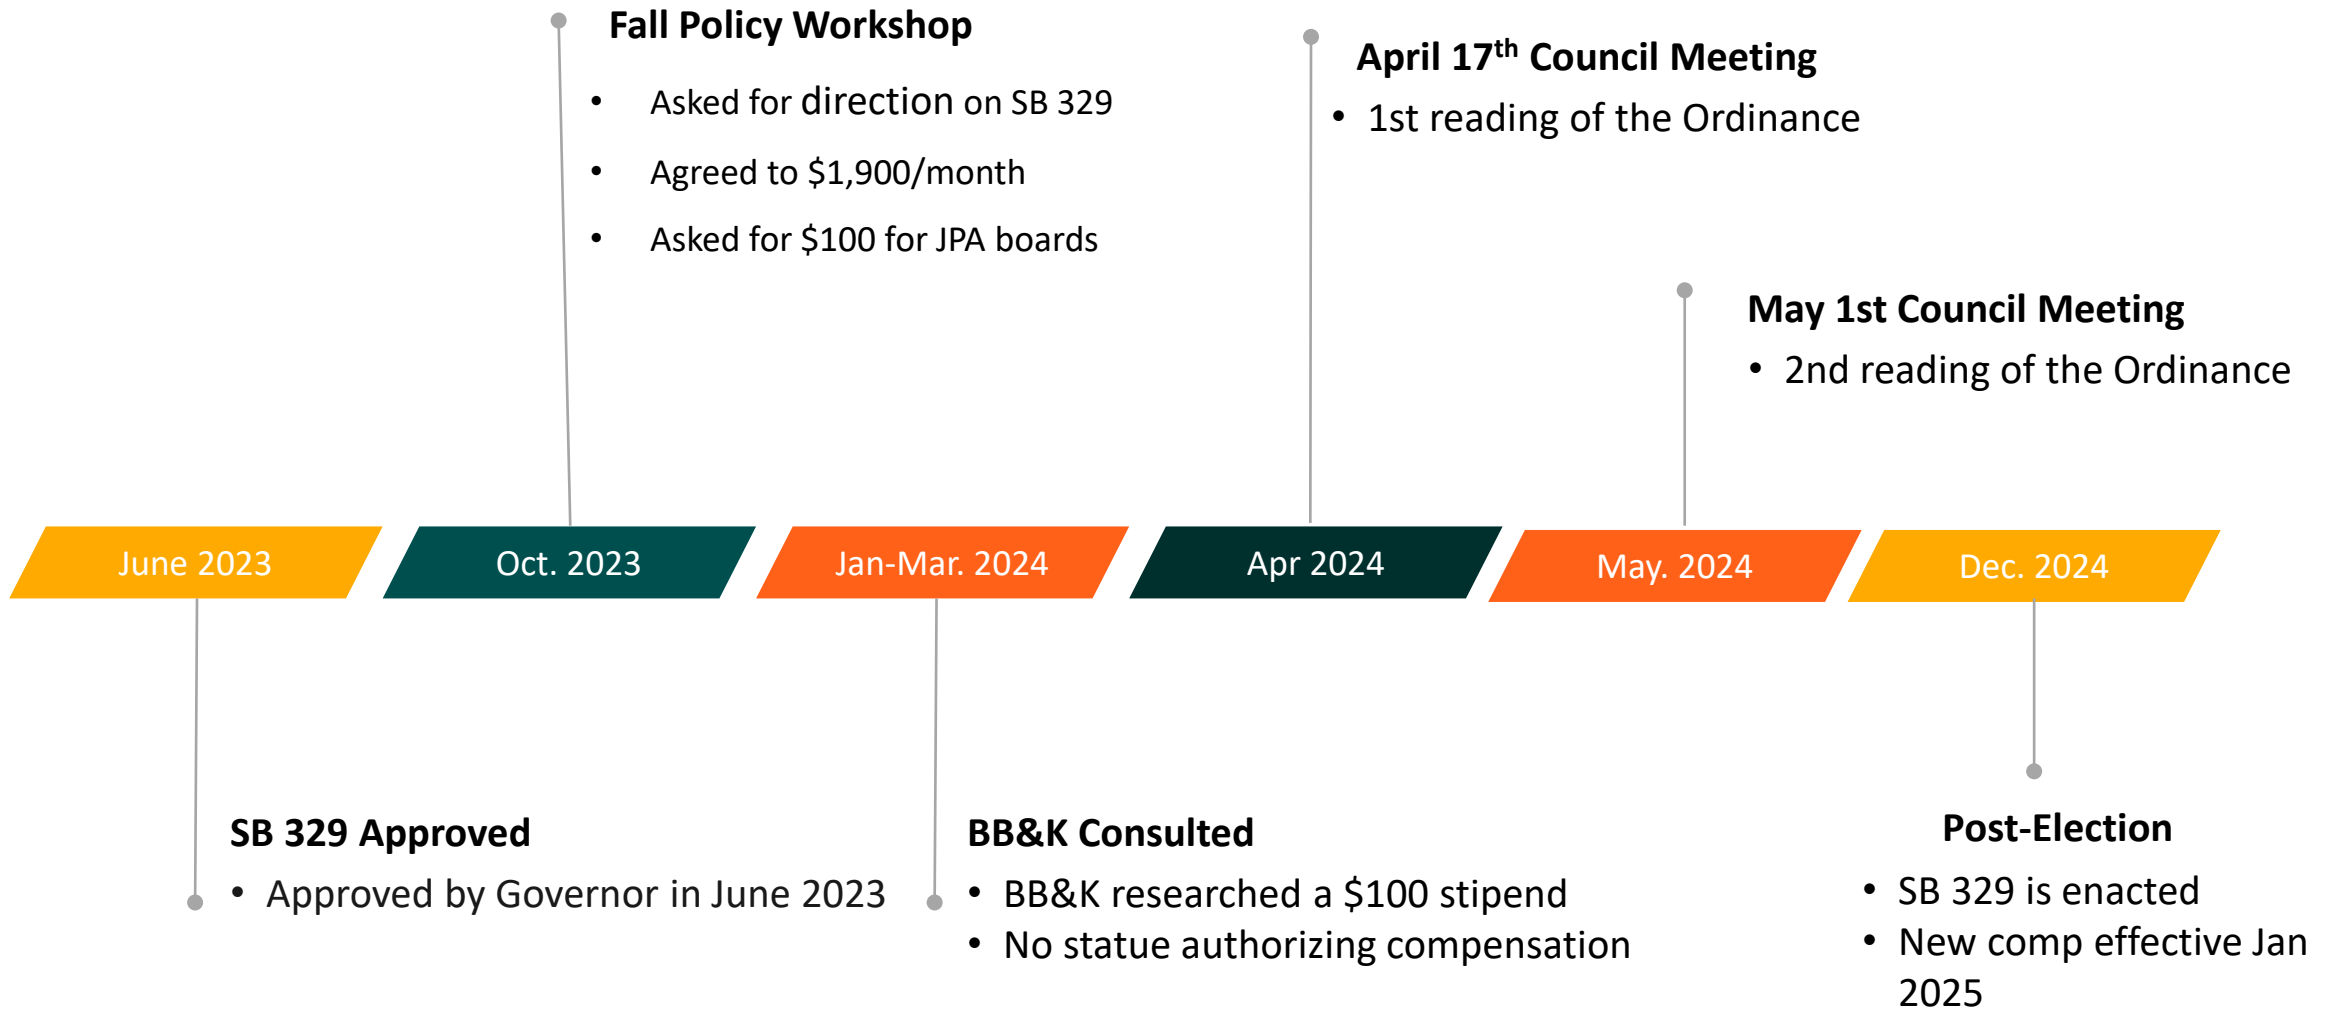 Fall Policy Workshop
• Asked for direction on SB 329
• Agreed to $1,900/month
• Asked for $100 for JPA boards
April 17th Council Meeting
• 1st reading of the Ordinance
May 1st Council Meeting
• 2nd reading of the Ordinance
June 2023
Oct. 2023
Jan-Mar. 2024
Apr 2024
May. 2024
Dec. 2024
SB 329 Approved
• Approved by Governor in June 2023
BB&K Consulted
• BB&K researched a $100 stipend
• No statue authorizing compensation
Post-Election
• SB 329 is enacted
• New comp effective Jan
2025